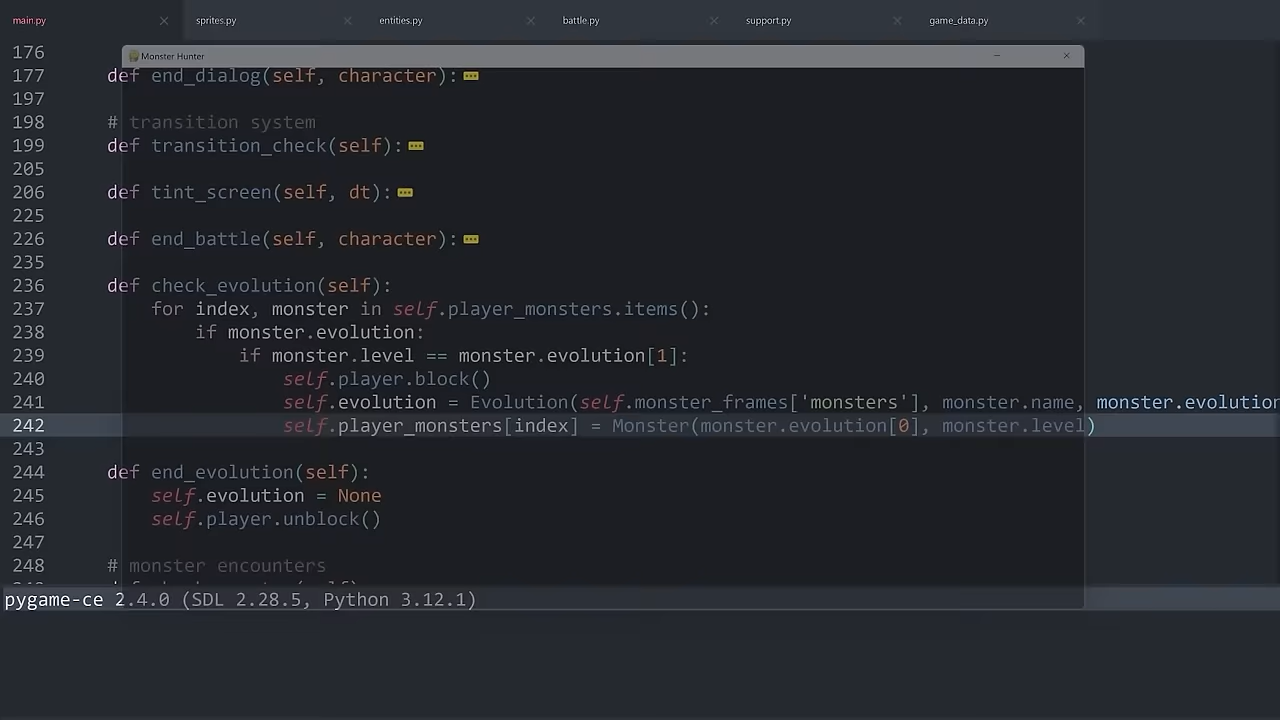 main.py sprites.py entities.py battle.py support.py game_data.py
176
Monster Hunter
177 def end_dialog(self, character):
197
198 # transition system
199 def transition_check(self):
205
206 def tint_screen(self, dt):
225
226 def end_battle(self, character):
235
236 def check_evolution(self):
237 for index, monster in self.player_monsters.items():
238 if monster.evolution:
239 if monster.level == monster.evolution[1]:
240 self.player.block()
241 self.evolution = Evolution(self.monster_frames['monsters'], monster.name, monster.evolution
242 self.player_monsters[index] = Monster(monster.evolution[0], monster.level)
243
244 def end_evolution(self):
245 self.evolution = None
246 self.player.unblock()
247
248 # monster encounters
pygame-ce 2.4.0 (SDL 2.28.5, Python 3.12.1)